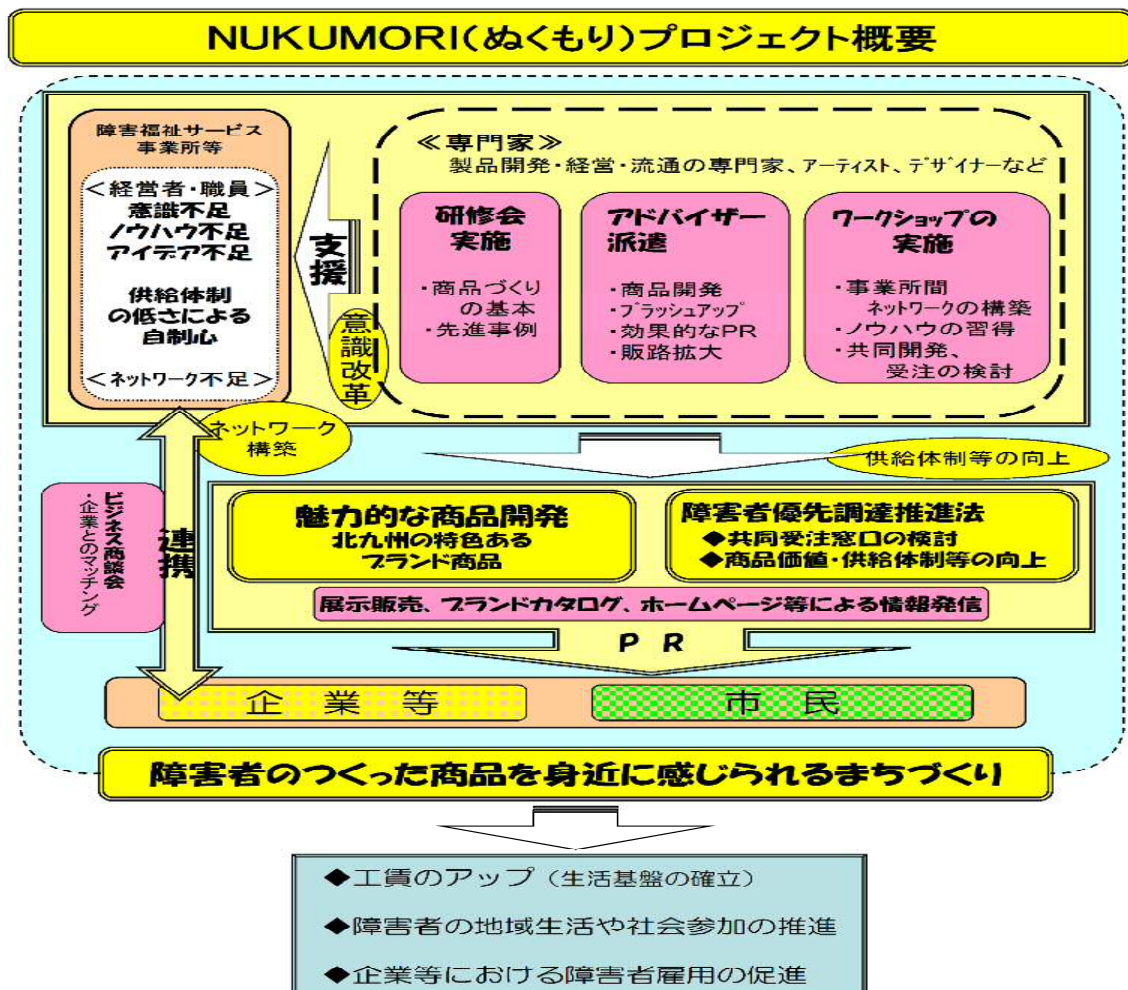 NUKUMORI(ぬくもり)プロジェクト概要
障害福祉サービス
事業所等
＜経営者・職員＞
意識不足
ノウハウ不足
アイデア不足
供給体制
の低さによる
自制心
＜ネットワーク不足＞
支援
意識改革
≪専門家≫
製品開発・経営・流通の専門家、アーティスト、デザイナーなど
研修会
実施
・商品づくり
の基本
・先進事例
アドバイザー
派遣
・商品開発
・ブラッシュアップ
・効果的なPR
・販路拡大
ワークショップの
実施
・事業所間
ネットワークの構築
・ノウハウの習得
・共同開発、
受注の検討
ネットワーク
構築
供給体制等の向上
ビジネス商談会
・企業とのマッチング
連携
魅力的な商品開発
北九州の特色ある
ブランド商品
障害者優先調達推進法
◆共同受注窓口の検討
◆商品価値・供給体制等の向上
展示販売、ブランドカタログ、ホームページ等による情報発信
ＰＲ
企業等
市民
障害者のつくった商品を身近に感じられるまちづくり
◆工賃のアップ（生活基盤の確立）
◆障害者の地域生活や社会参加の推進
◆企業等における障害者雇用の促進